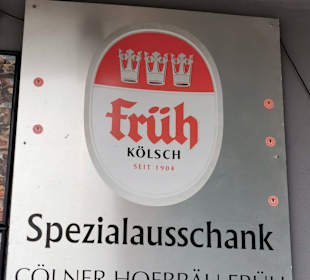 früh
KÖLSCH
SEIT 1904
Spezialausschank
CÖLNER HOFBRÄU FRÜH